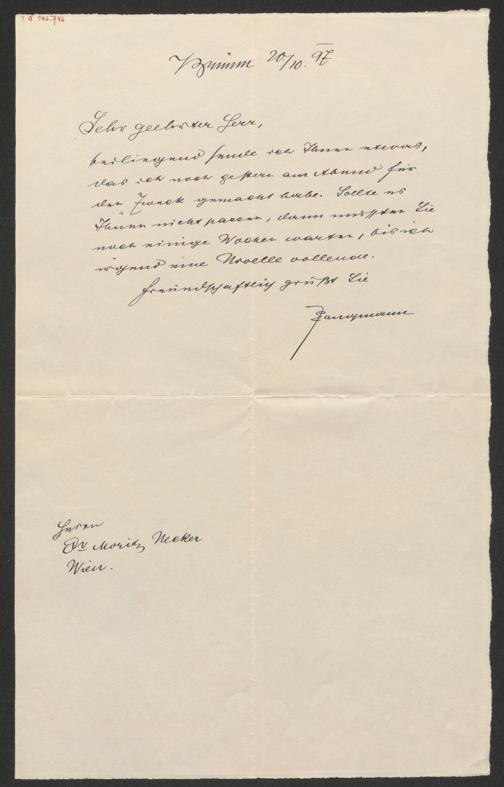 I.N. 142.742
Brünn 20/10. 97
Sehr geehrter Herr,
beiliegend sende ich Ihnen etwas,
das ich noch gestern am Abend für
den Zweck gemacht habe. Sollte es
Ihnen nicht passen, dann müssten Sie
noch einige Wochen warten, bis ich
irgend eine Novelle vollende.
Freundschaftlich grüßt Sie
Herrn
Dr Moritz Necker
Wien.